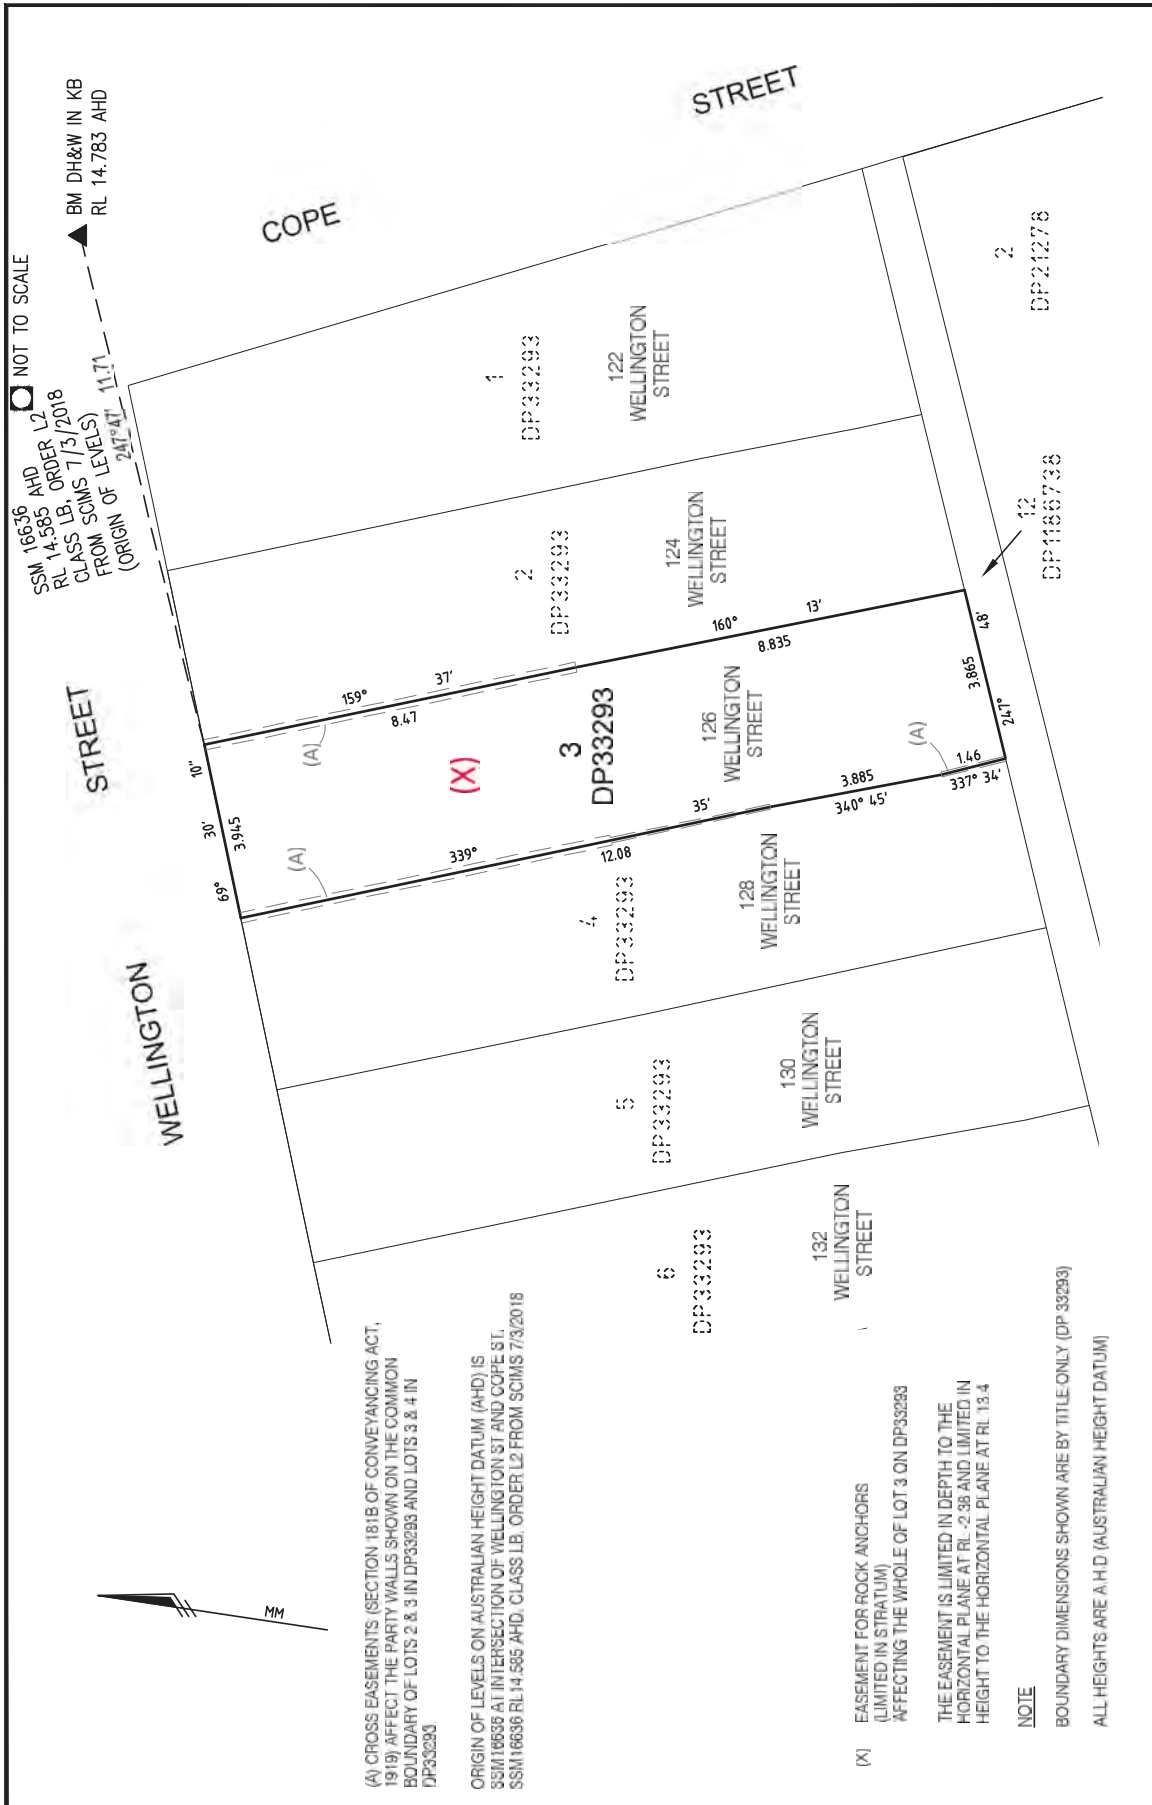 NOT TO SCALE
SSM 16636
RL 14.585 AHD
CLASS LB, ORDER L2
FROM SCIMS 7/3/2018
(ORIGIN OF LEVELS)
BM DH&W IN KB
RL 14.783 AHD
247°47' 11.71
COPE
STREET
WELLINGTON
STREET
1
DP33293
122
WELLINGTON
STREET
2
DP33293
124
WELLINGTON
STREET
2
DP21278
12
DP1186738
69° 30' 10"
3.945
159° 37'
8.47
160° 13'
8.835
(A)
(X)
3
DP33293
126
WELLINGTON
STREET
(A)
339° 35'
12.08
3.885
340° 45'
(A)
1.46
337° 34'
3.865
247° 48'
4
DP33293
128
WELLINGTON
STREET
5
DP33293
130
WELLINGTON
STREET
6
DP33293
132
WELLINGTON
STREET
MM
(A) CROSS EASEMENTS (SECTION 181B OF CONVEYANCING ACT,
1919) AFFECT THE PARTY WALLS SHOWN ON THE COMMON
BOUNDARY OF LOTS 2 & 3 IN DP33293 AND LOTS 3 & 4 IN
DP33293.
ORIGIN OF LEVELS ON AUSTRALIAN HEIGHT DATUM (AHD) IS
SSM16636 AT INTERSECTION OF WELLINGTON ST AND COPE ST.
SSM16636 RL14.585 AHD. CLASS LB, ORDER L2 FROM SCIMS 7/3/2018
(X) EASEMENT FOR ROCK ANCHORS
(LIMITED IN STRATUM)
AFFECTING THE WHOLE OF LOT 3 ON DP33293
THE EASEMENT IS LIMITED IN DEPTH TO THE
HORIZONTAL PLANE AT RL -2.38 AND LIMITED IN
HEIGHT TO THE HORIZONTAL PLANE AT RL 13.4
NOTE
BOUNDARY DIMENSIONS SHOWN ARE BY TITLE ONLY (DP 33293)
ALL HEIGHTS ARE A.H.D (AUSTRALIAN HEIGHT DATUM)